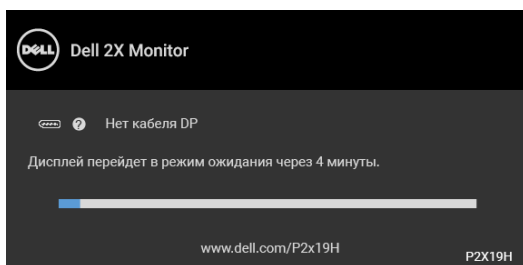 DELL Dell 2X Monitor
Нет кабеля DP
Дисплей перейдет в режим ожидания через 4 минуты.
www.dell.com/P2x19H
P2X19H